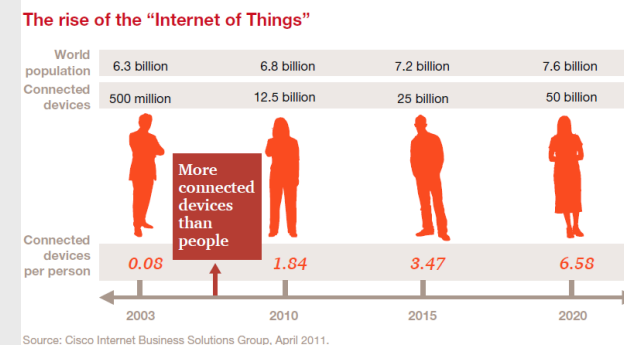 The rise of the “Internet of Things”
World
population
6.3 billion 6.8 billion 7.2 billion 7.6 billion
Connected
devices
500 million 12.5 billion 25 billion 50 billion
More
connected
devices
than
people
Connected
devices
per person
0.08 1.84 3.47 6.58
2003 2010 2015 2020
Source: Cisco Internet Business Solutions Group, April 2011.